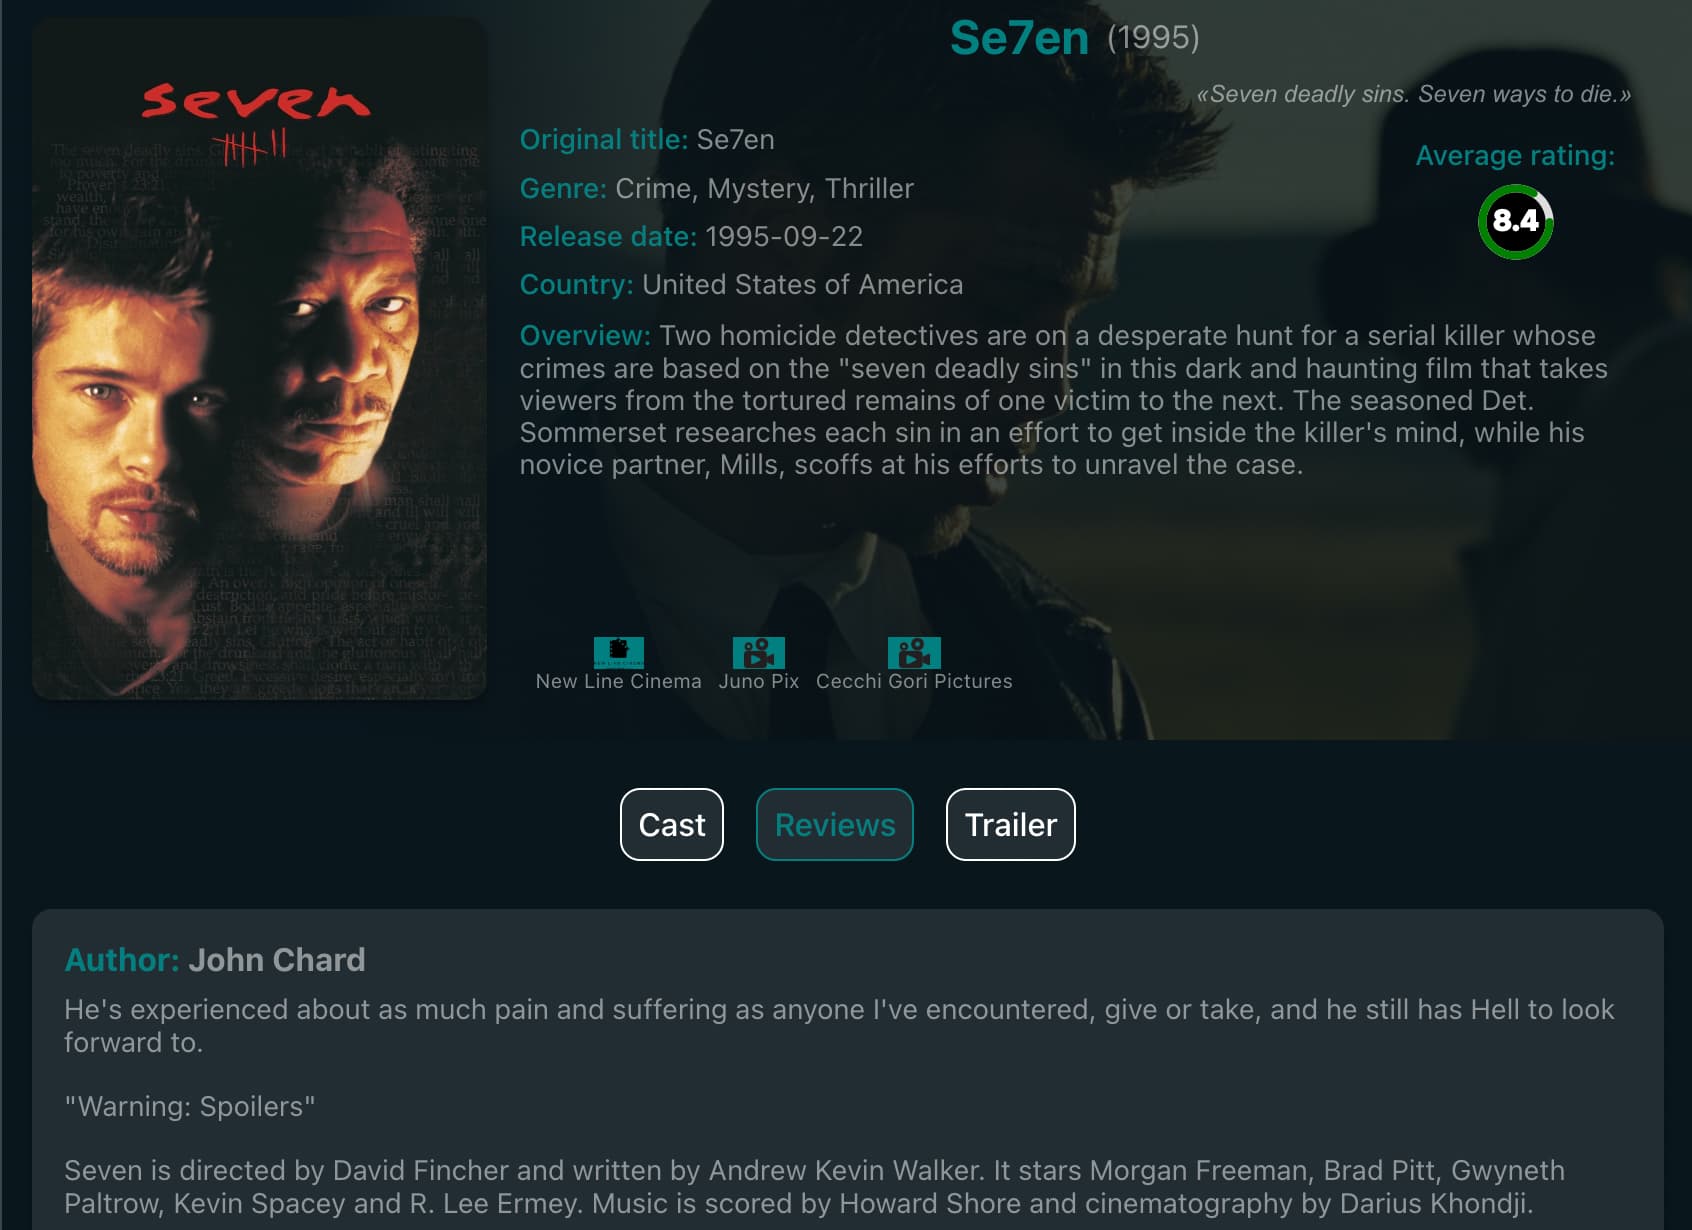 seven
Se7en (1995)
«Seven deadly sins. Seven ways to die.»
Original title: Se7en
Genre: Crime, Mystery, Thriller
Release date: 1995-09-22
Country: United States of America
Average rating:
8.4
Overview: Two homicide detectives are on a desperate hunt for a serial killer whose
crimes are based on the "seven deadly sins" in this dark and haunting film that takes
viewers from the tortured remains of one victim to the next. The seasoned Det.
Sommerset researches each sin in an effort to get inside the killer's mind, while his
novice partner, Mills, scoffs at his efforts to unravel the case.
New Line Cinema
Juno Pix
Cecchi Gori Pictures
Cast
Reviews
Trailer
Author: John Chard
He's experienced about as much pain and suffering as anyone I've encountered, give or take, and he still has Hell to look
forward to.
"Warning: Spoilers"
Seven is directed by David Fincher and written by Andrew Kevin Walker. It stars Morgan Freeman, Brad Pitt, Gwyneth
Paltrow, Kevin Spacey and R. Lee Ermey. Music is scored by Howard Shore and cinematography by Darius Khondji.